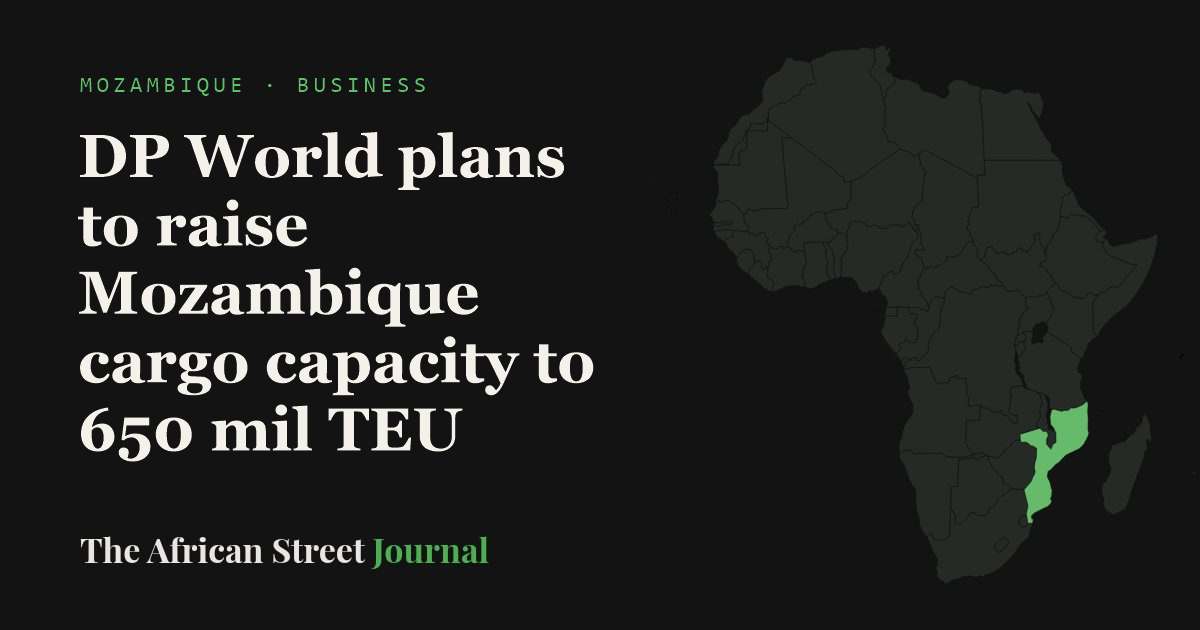 MOZAMBIQUE · BUSINESS
DP World plans
to raise
Mozambique
cargo capacity to
650 mil TEU
The African Street Journal